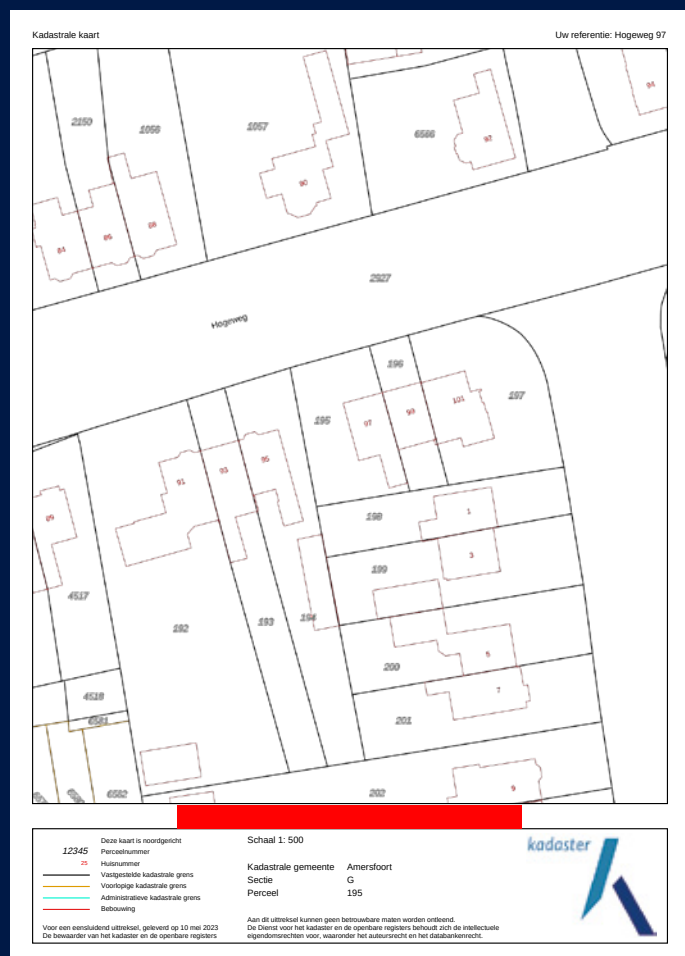 Kadastrale kaart
Uw referentie: Hogeweg 97
84
2150
1056
1057
6566
92
90
88
86
84
2927
Hogeweg
196
197
195
97
99
101
95
93
91
89
198
1
3
199
4517
192
193
194
200
5
7
201
4518
6581
6582
202
9
Deze kaart is noordgericht
12345 Perceelnummer
25 Huisnummer
Vastgestelde kadastrale grens
Voorlopige kadastrale grens
Administratieve kadastrale grens
Bebouwing
Voor een eensluidend uittreksel, geleverd op 10 mei 2023
De bewaarder van het kadaster en de openbare registers
Schaal 1: 500
Kadastrale gemeente Amersfoort
Sectie G
Perceel 195
Aan dit uittreksel kunnen geen betrouwbare maten worden ontleend.
De Dienst voor het kadaster en de openbare registers behoudt zich de intellectuele
eigendomsrechten voor, waaronder het auteursrecht en het databankenrecht.
kadaster